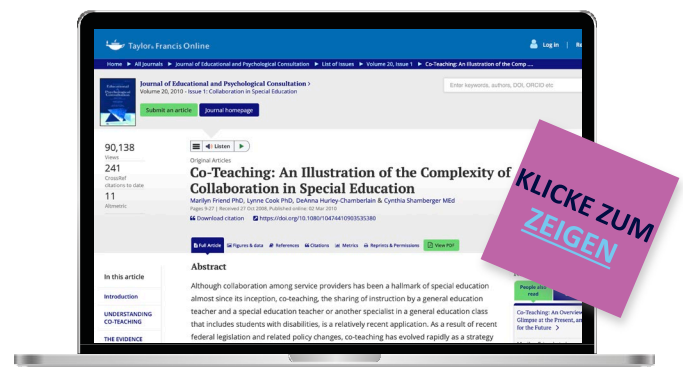 Taylor & Francis Online
Log in | Re
Home ▶ All Journals ▶ Journal of Educational and Psychological Consultation ▶ List of Issues ▶ Volume 20, Issue 1 ▶ Co-Teaching: An Illustration of the Comp ....
Journal of Educational and Psychological Consultation ›
Volume 20, 2010 - Issue 1: Collaboration in Special Education
Enter keywords, authors, DOI, ORCID etc
Submit an article
Journal homepage
90,138
Views
241
CrossRef
citations to date
11
Altmetric
Listen
Original Articles
Co-Teaching: An Illustration of the Complexity of
Collaboration in Special Education
Marilyn Friend PhD, Lynne Cook PhD, DeAnna Hurley-Chamberlain & Cynthia Shamberger MEd
Pages 9-27 | Received 27 Oct 2008, Published online: 02 Mar 2010
Download citation
https://doi.org/10.1080/10474410903535380
Full Article
Figures & data
References
Citations
Metrics
Reprints & Permissions
View PDF
KLICKE ZUM
ZEIGEN
In this article
Introduction
UNDERSTANDING
CO-TEACHING
THE EVIDENCE
Abstract
Although collaboration among service providers has been a hallmark of special education
almost since its inception, co-teaching, the sharing of instruction by a general education
teacher and a special education teacher or another specialist in a general education class
that includes students with disabilities, is a relatively recent application. As a result of recent
federal legislation and related policy changes, co-teaching has evolved rapidly as a strategy
People also
read
Co-Teaching: An Overview
Glimpse at the Present, an
for the Future ›